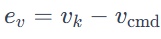 e_v = v_k − v_cmd